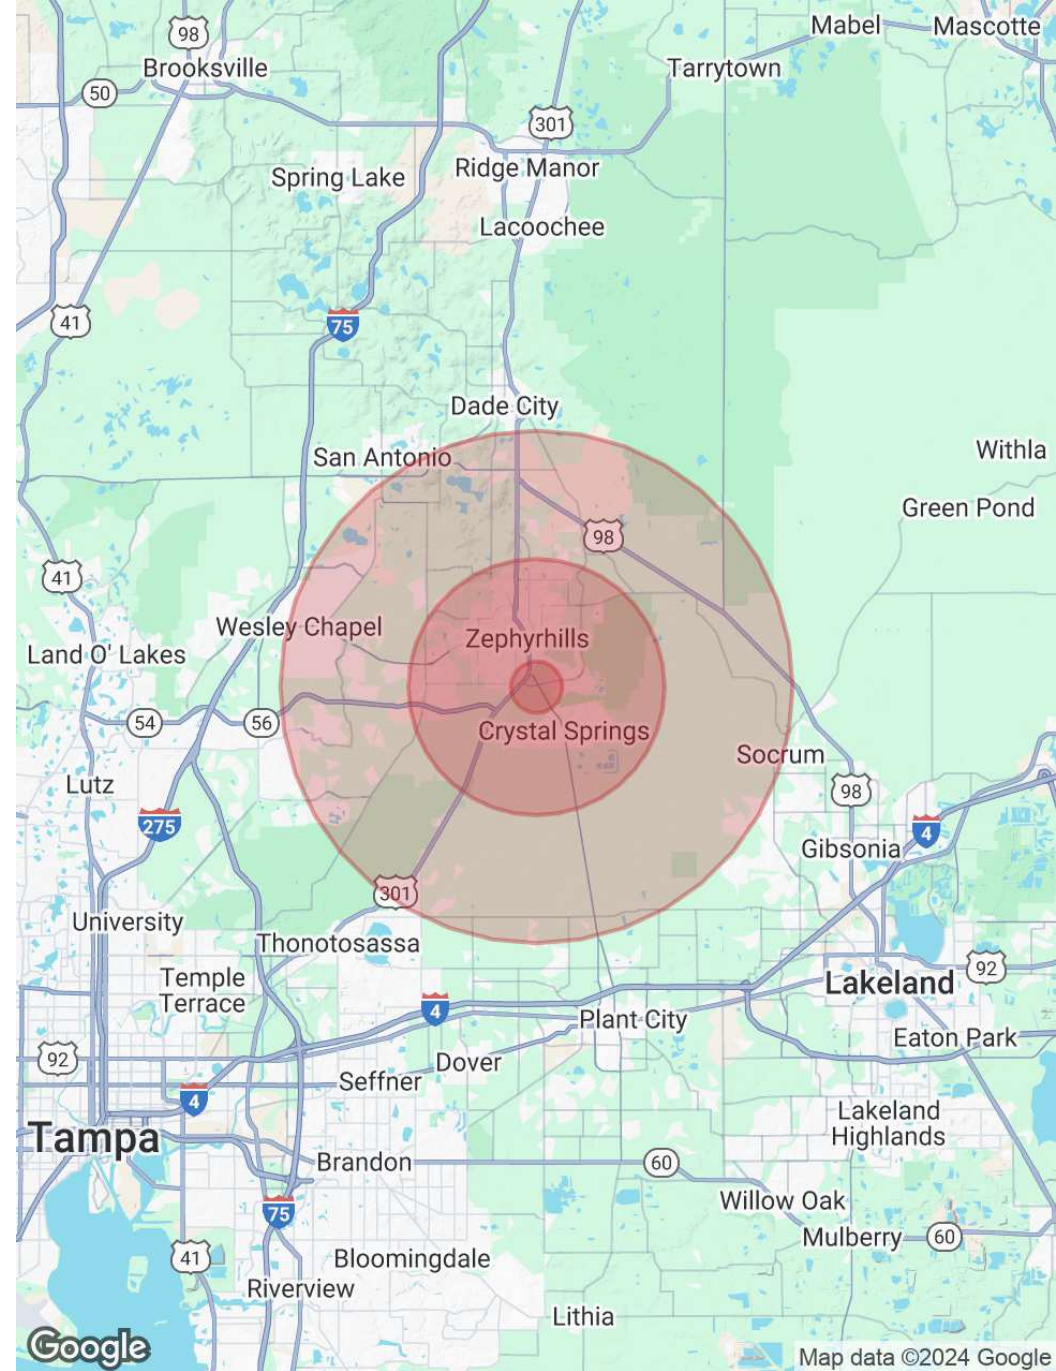 Mabel
Mascotte
98
Brooksville
Tarrytown
50
301
Ridge Manor
Spring Lake
Lacoochee
41
75
Dade City
San Antonio
Withla
Green Pond
98
41
Wesley Chapel
Zephyrhills
Land O' Lakes
54
56
Crystal Springs
Socrum
Lutz
98
275
4
Gibsonia
301
University
Thonotosassa
Temple
Terrace
92
Lakeland
4
Plant City
Eaton Park
92
Dover
Seffner
4
Lakeland
Highlands
Tampa
Brandon
60
Willow Oak
75
Mulberry
60
41
Bloomingdale
Riverview
Lithia
Google
Map data ©2024 Google